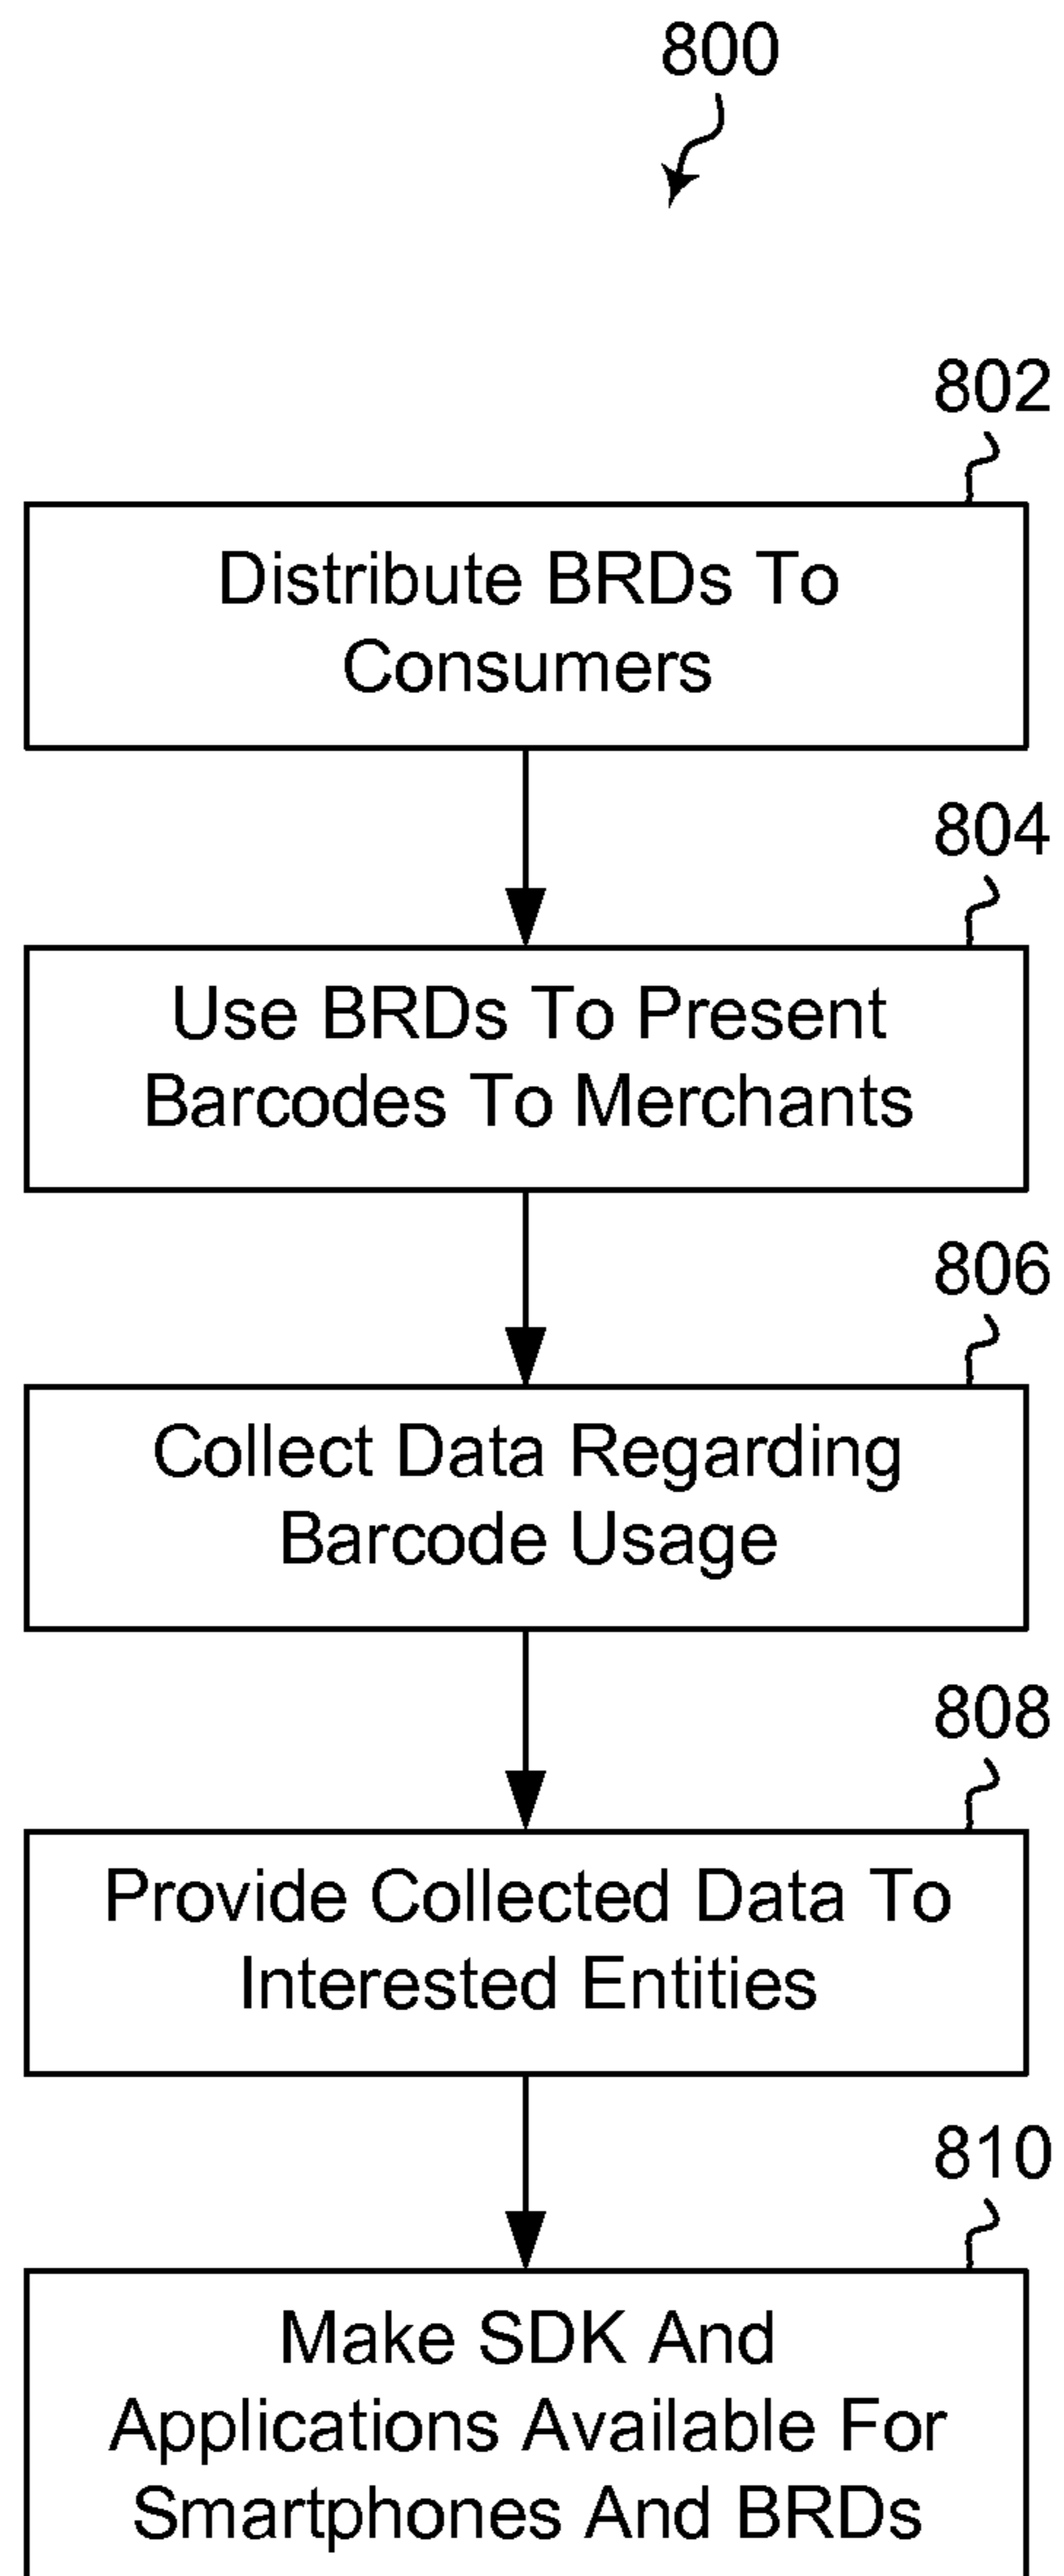 800
802
Distribute BRDs To
Consumers
804
Use BRDs To Present
Barcodes To Merchants
806
Collect Data Regarding
Barcode Usage
808
Provide Collected Data To
Interested Entities
810
Make SDK And
Applications Available For
Smartphones And BRDs